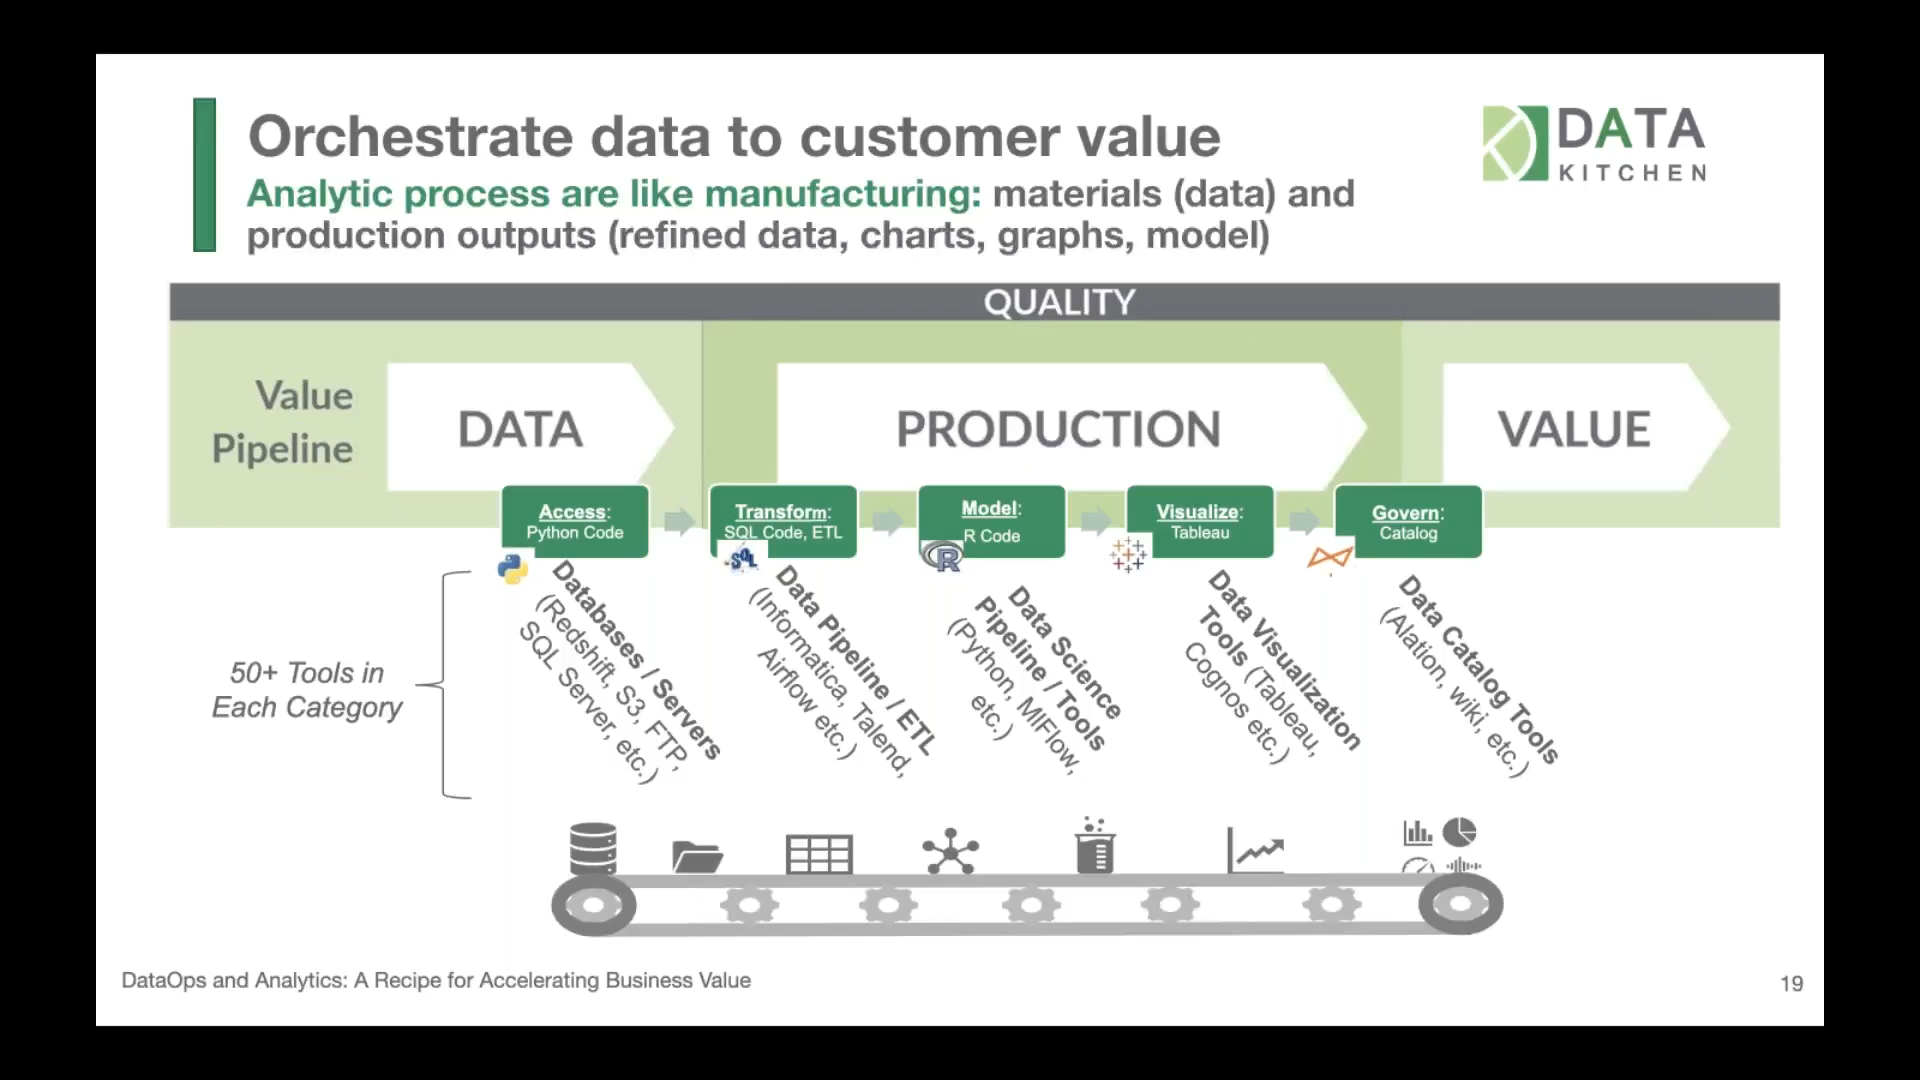 Orchestrate data to customer value
Analytic process are like manufacturing: materials (data) and
production outputs (refined data, charts, graphs, model)
DATA
KITCHEN
QUALITY
Value
Pipeline
DATA
PRODUCTION
VALUE
Access:
Python Code
Transform:
SQL Code, ETL
Model:
R Code
Visualize:
Tableau
Govern:
Catalog
SQL
R
50+ Tools in
Each Category
Databases / Servers
(Redshift, S3, FTP,
SQL Server, etc.)
Data Pipeline / ETL
(Informatica, Talend,
Airflow etc.)
Data Science
Pipeline / Tools
(Python, MlFlow,
etc.)
Data Visualization
Tools (Tableau,
Cognos etc.)
Data Catalog Tools
(Alation, wiki, etc.)
DataOps and Analytics: A Recipe for Accelerating Business Value
19